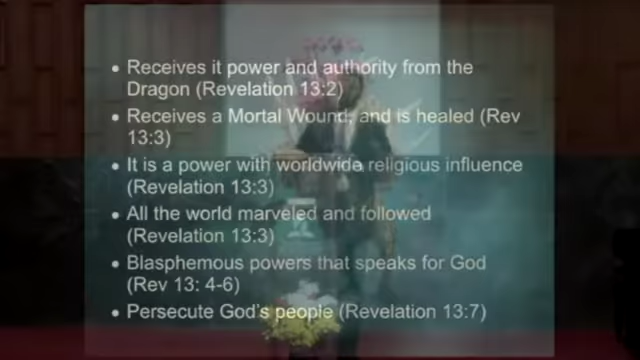 • Receives it power and authority from the
Dragon (Revelation 13:2)
• Receives a Mortal Wound, and is healed (Rev
13:3)
• It is a power with worldwide religious influence
(Revelation 13:3)
• All the world marveled and followed
(Revelation 13:3)
• Blasphemous powers that speaks for God
(Rev 13: 4-6)
• Persecute God's people (Revelation 13:7)